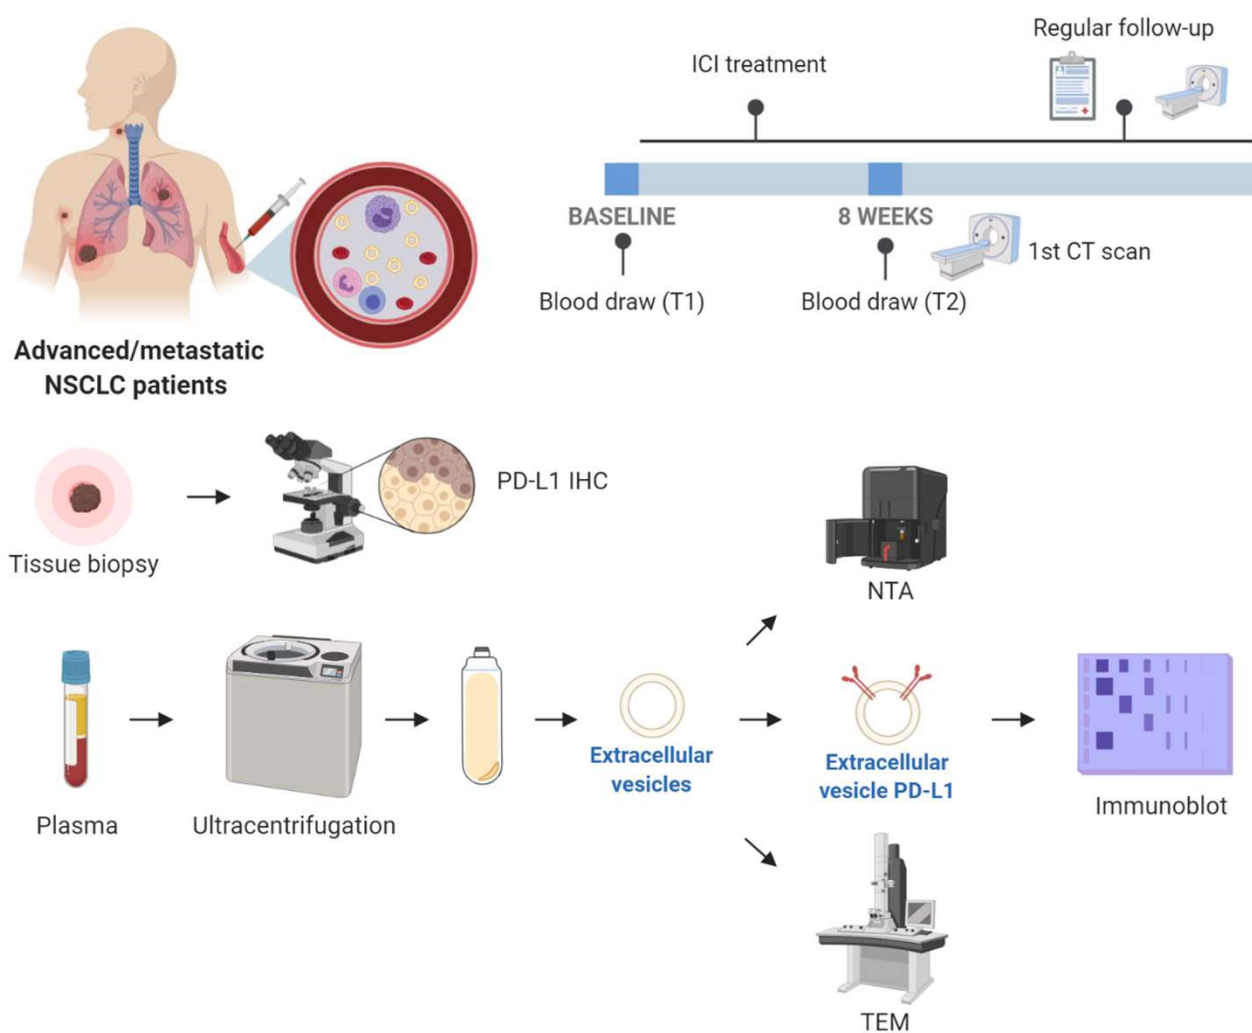 Regular follow-up
ICI treatment
BASELINE
8 WEEKS
1st CT scan
Blood draw (T1)
Blood draw (T2)
Advanced/metastatic
NSCLC patients
PD-L1 IHC
Tissue biopsy
NTA
Extracellular
vesicles
Extracellular
vesicle PD-L1
Plasma
Ultracentrifugation
Immunoblot
TEM